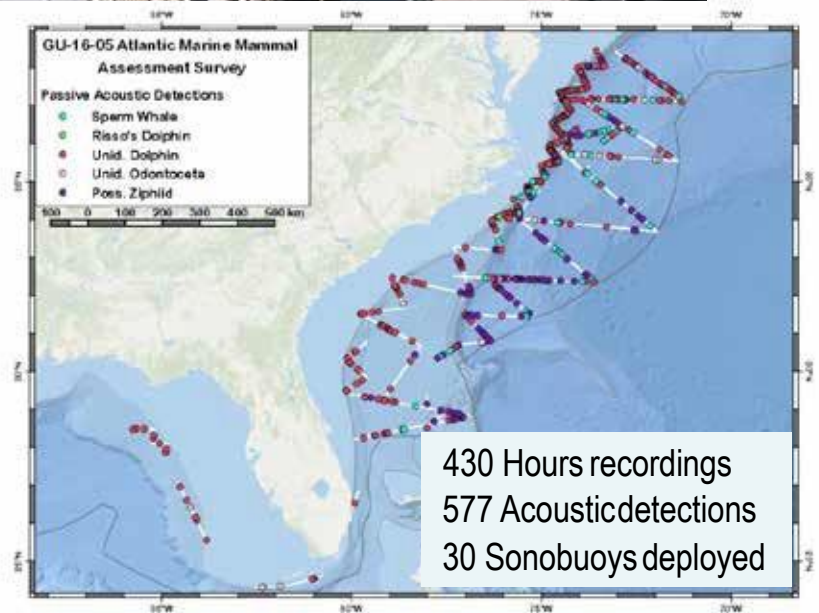 GU-16-05 Atlantic Marine Mammal
Assessment Survey
Passive Acoustic Detections
Sperm Whale
Risso's Dolphin
Unid. Dolphin
Unid. Odontoceta
Poss. Ziphiid
100 0 100 200 300 400 500 km
430 Hours recordings
577 Acoustic detections
30 Sonobuoys deployed